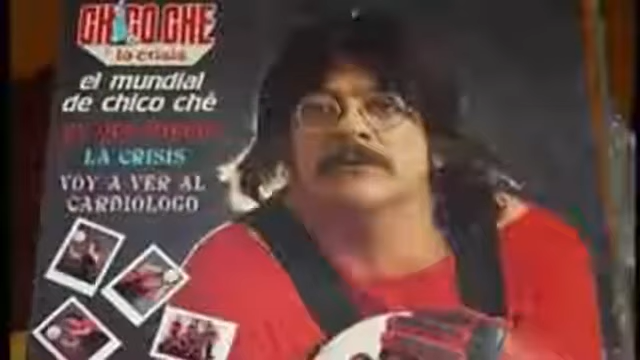 CHICO CHE
la crisis
el mundial
de chico ché
LA CRISIS
VOY A VER AL
CARDIOLOGO